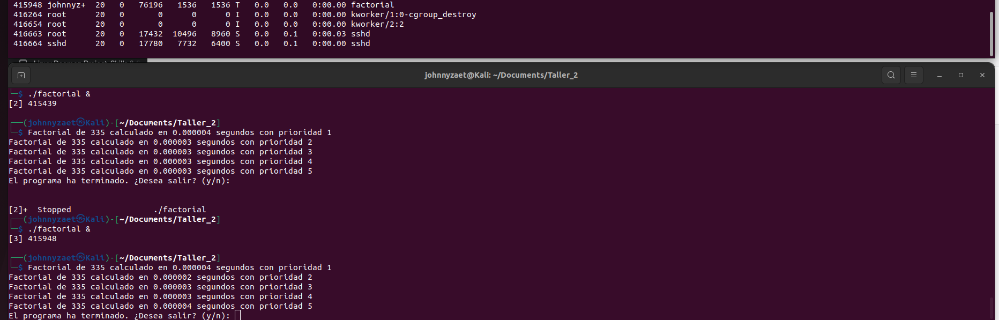 415948 johnnyz+  20   0   76196   1536   1536 T   0.0   0.0   0:00.00 factorial
416264 root      20   0       0      0      0 I   0.0   0.0   0:00.00 kworker/1:0-cgroup_destroy
416654 root      20   0       0      0      0 I   0.0   0.0   0:00.00 kworker/2:2
416663 root      20   0   17432  10496   8960 S   0.0   0.1   0:00.03 sshd
416664 sshd      20   0   17780   7732   6400 S   0.0   0.1   0:00.00 sshd
johnnyzaet@Kali: ~/Documents/Taller_2
└─$ ./factorial &
[2] 415439
┌──(johnnyzaet㉿Kali)-[~/Documents/Taller_2]
└─$ Factorial de 335 calculado en 0.000004 segundos con prioridad 1
Factorial de 335 calculado en 0.000003 segundos con prioridad 2
Factorial de 335 calculado en 0.000003 segundos con prioridad 3
Factorial de 335 calculado en 0.000003 segundos con prioridad 4
Factorial de 335 calculado en 0.000003 segundos con prioridad 5
El programa ha terminado. ¿Desea salir? (y/n):
[2]+  Stopped                 ./factorial
┌──(johnnyzaet㉿Kali)-[~/Documents/Taller_2]
└─$ ./factorial &
[3] 415948
┌──(johnnyzaet㉿Kali)-[~/Documents/Taller_2]
└─$ Factorial de 335 calculado en 0.000004 segundos con prioridad 1
Factorial de 335 calculado en 0.000002 segundos con prioridad 2
Factorial de 335 calculado en 0.000003 segundos con prioridad 3
Factorial de 335 calculado en 0.000003 segundos con prioridad 4
Factorial de 335 calculado en 0.000004 segundos con prioridad 5
El programa ha terminado. ¿Desea salir? (y/n):